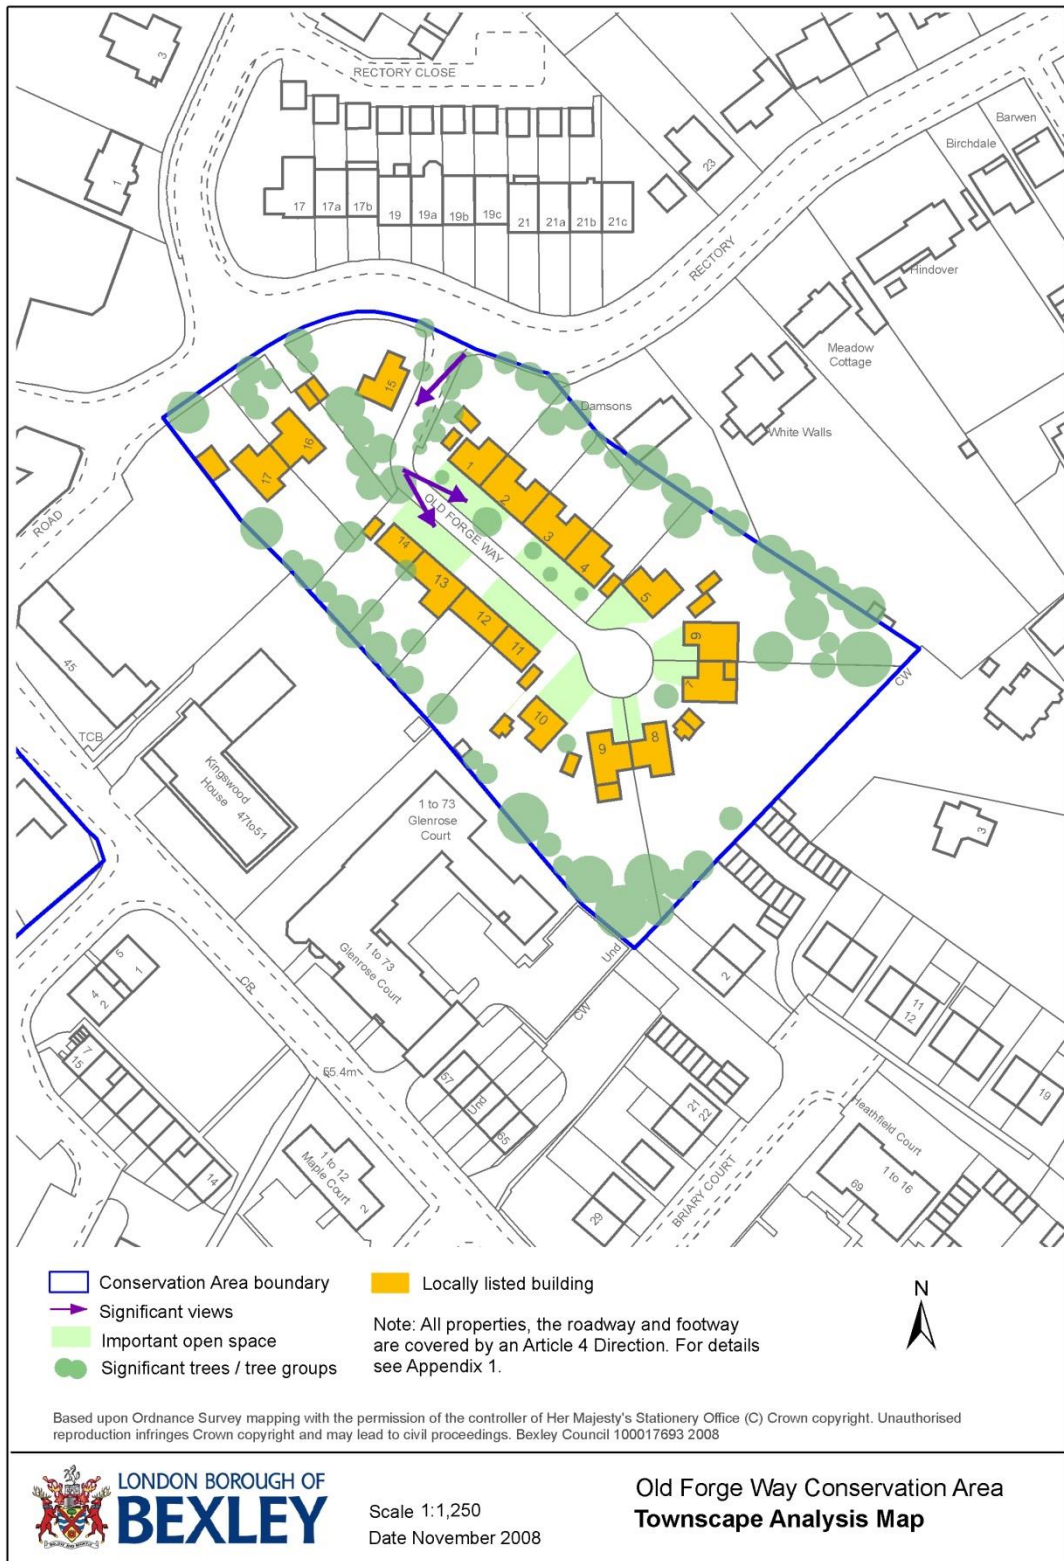 3
RECTORY CLOSE
1
17
17a
17b
19
19a
19b
19c
21
21a
21b
21c
23
Barwen
Birchdale
RECTORY
Hindover
Meadow
Cottage
White Walls
Damsons
15
16
17
ROAD
OLD FORGE WAY
1
2
3
4
5
6
7
8
9
10
11
12
13
14
CW
45
TCB
Kingswood
House
47to51
1 to 73
Glenrose
Court
1 to 73
Glenrose Court
3
Und
CW
2
11
12
19
5
1
4
2
CR
7
15
14
55.4m
57
Und
65
1 to 12
Maple Court
2
21
22
29
BRIARY COURT
Heathfield Court
1 to 16
69
Conservation Area boundary
Significant views
Important open space
Significant trees / tree groups
Locally listed building
Note: All properties, the roadway and footway
are covered by an Article 4 Direction. For details
see Appendix 1.
N
Based upon Ordnance Survey mapping with the permission of the controller of Her Majesty's Stationery Office (C) Crown copyright. Unauthorised
reproduction infringes Crown copyright and may lead to civil proceedings. Bexley Council 100017693 2008
LONDON BOROUGH OF
BEXLEY
Scale 1:1,250
Date November 2008
Old Forge Way Conservation Area
Townscape Analysis Map